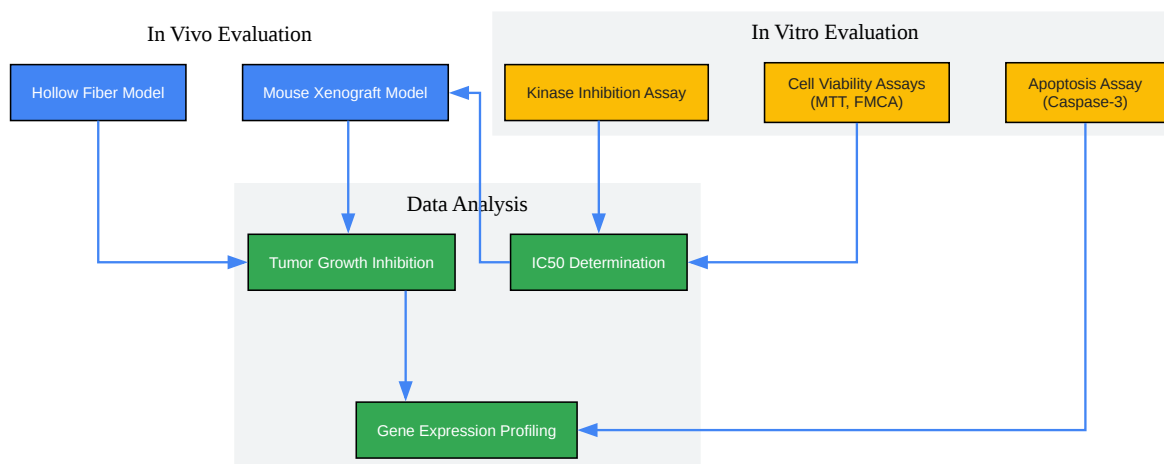 In Vivo Evaluation
In Vitro Evaluation
Hollow Fiber Model
Mouse Xenograft Model
Kinase Inhibition Assay
Cell Viability Assays
(MTT, FMCA)
Apoptosis Assay
(Caspase-3)
Data Analysis
Tumor Growth Inhibition
IC50 Determination
Gene Expression Profiling